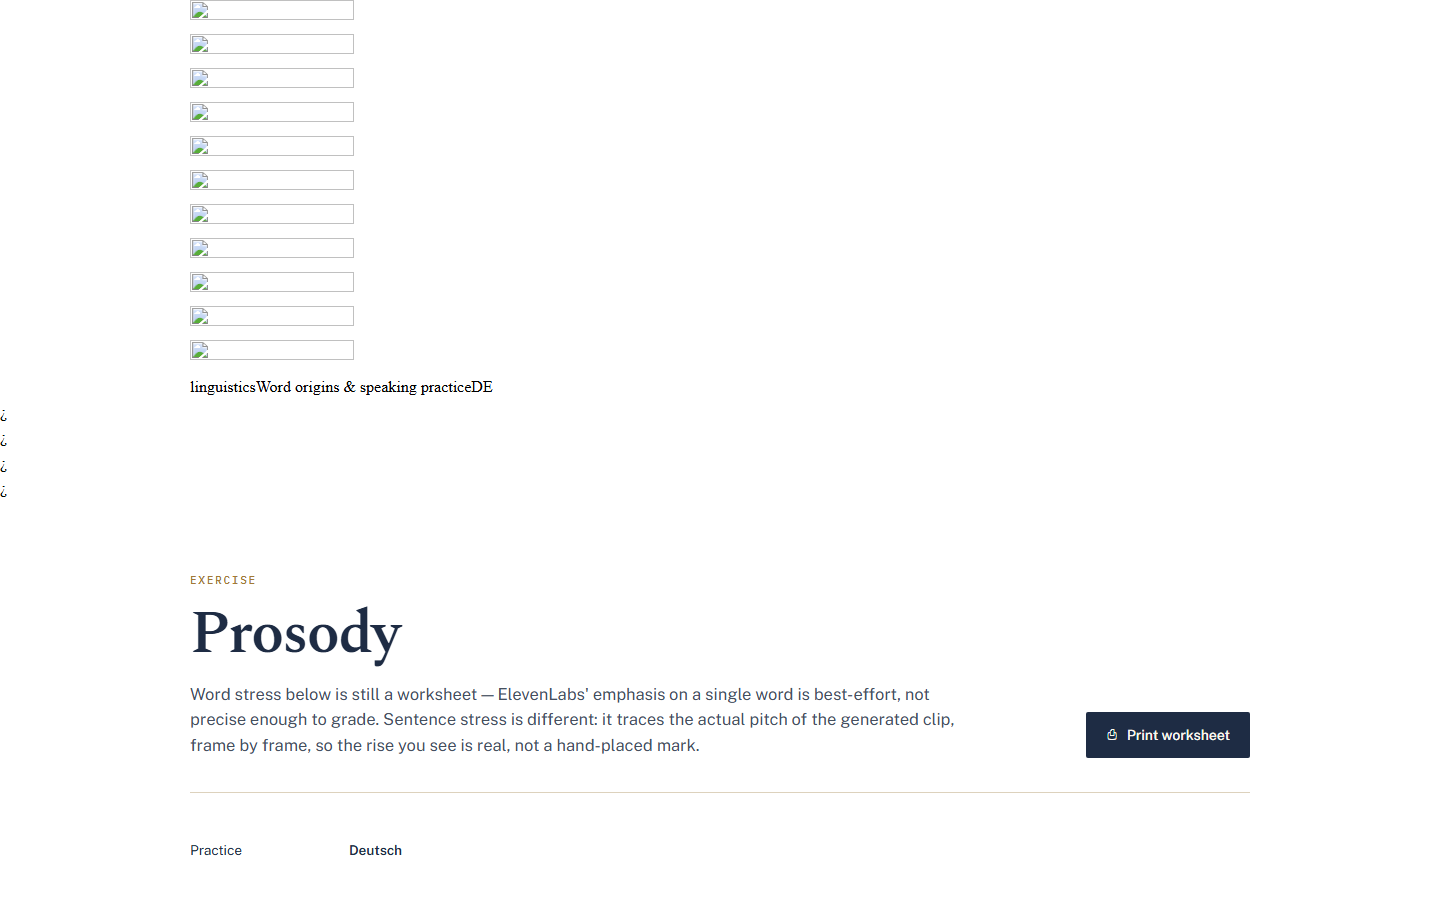 linguisticsWord origins & speaking practiceDE
¿
¿
¿
¿
EXERCISE
Prosody
Word stress below is still a worksheet — ElevenLabs' emphasis on a single word is best-effort, not
precise enough to grade. Sentence stress is different: it traces the actual pitch of the generated clip,
frame by frame, so the rise you see is real, not a hand-placed mark.
Print worksheet
Practice
Deutsch